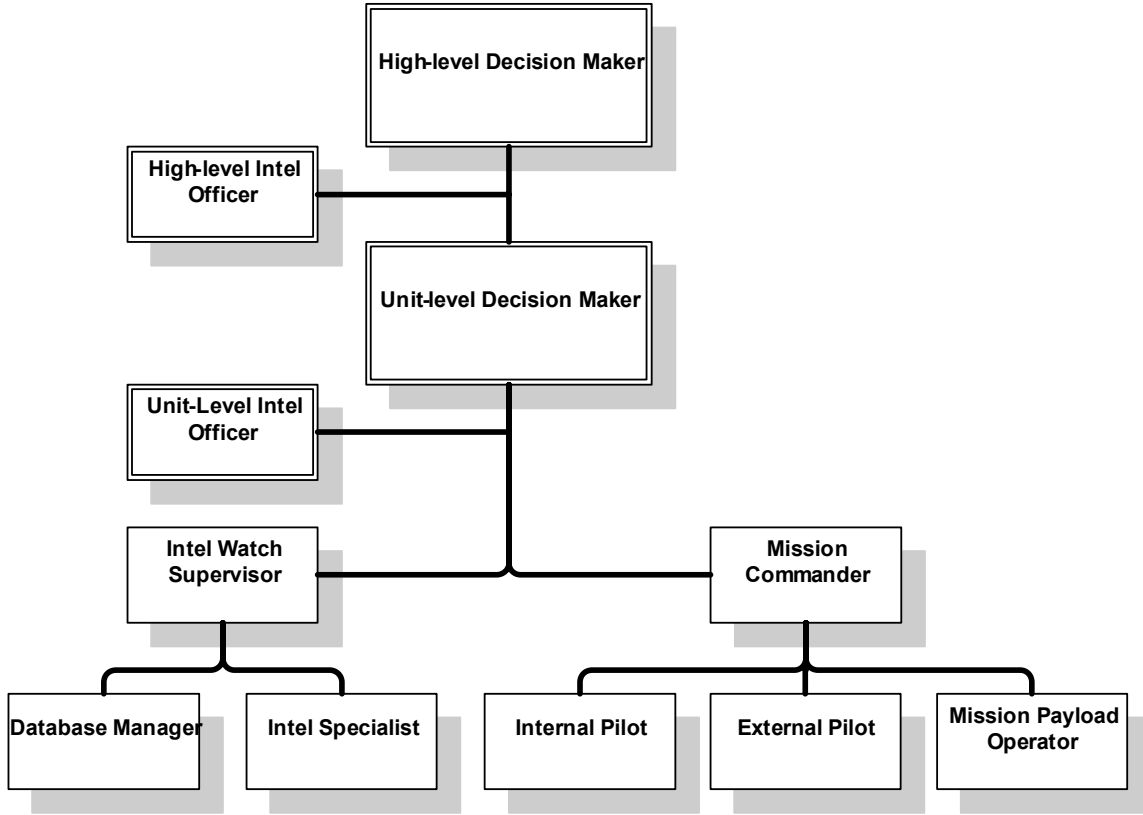 High-level Decision Maker
High-level Intel
Officer
Unit-level Decision Maker
Unit-Level Intel
Officer
Intel Watch
Supervisor
Mission
Commander
Database Manager
Intel Specialist
Internal Pilot
External Pilot
Mission Payload
Operator